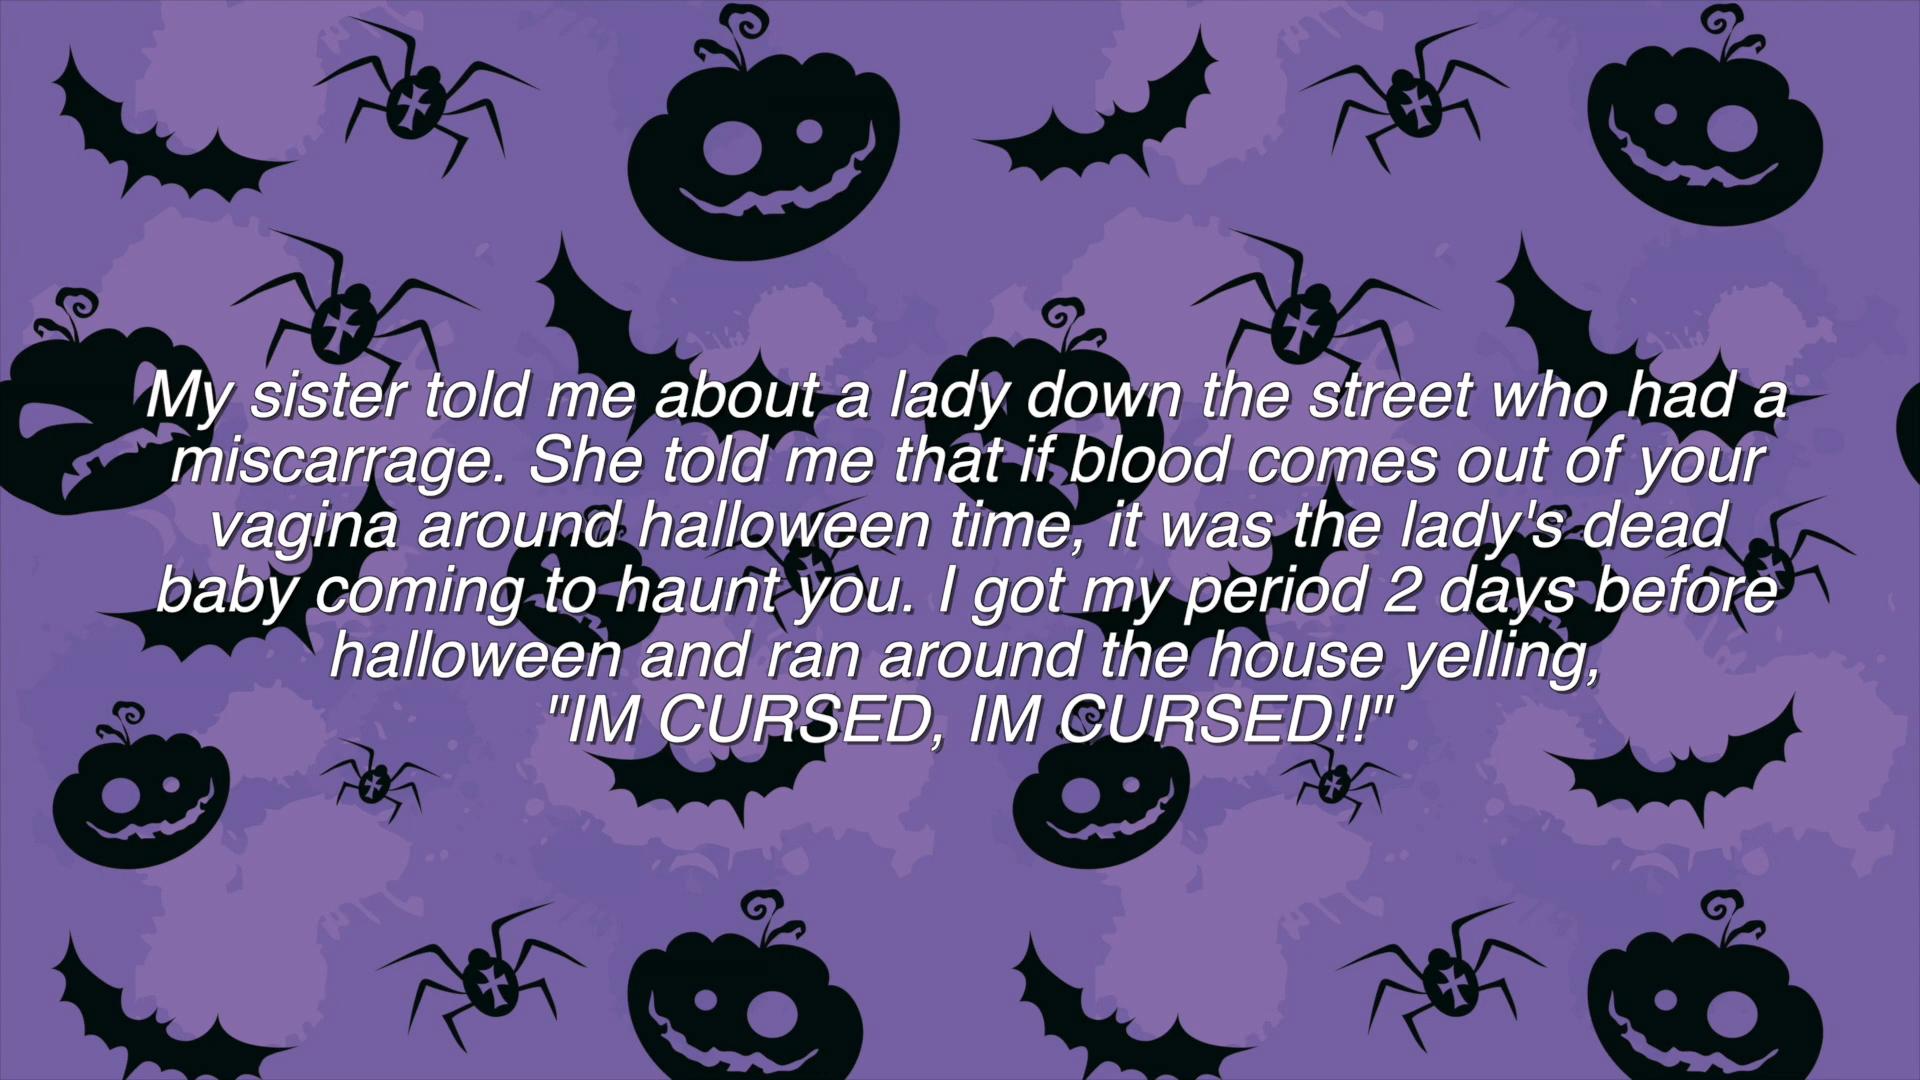 My sister told me about a lady down the street who had a
miscarrage. She told me that if blood comes out of your
vagina around halloween time, it was the lady's dead
baby coming to haunt you. I got my period 2 days before
halloween and ran around the house yelling,
"IM CURSED, IM CURSED!!"